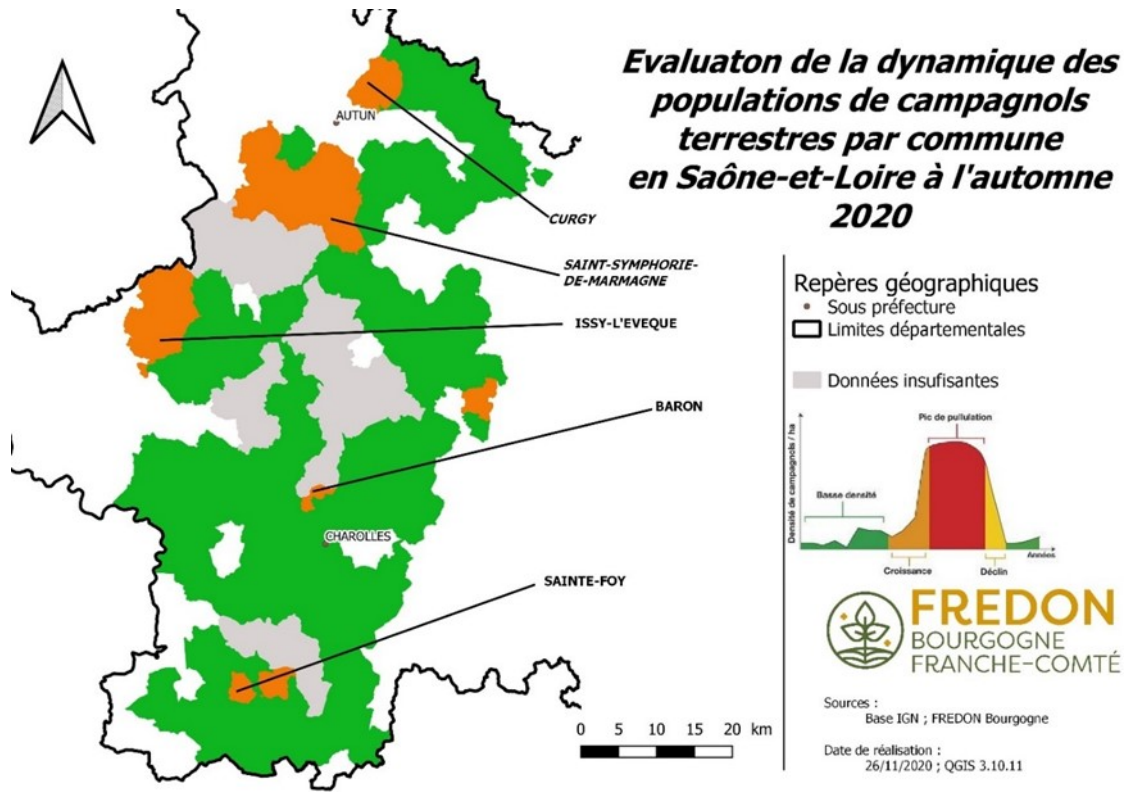 Evaluaton de la dynamique des
populations de campagnols
terrestres par commune
en Saône-et-Loire à l'automne
2020
AUTUN
CURGY
SAINT-SYMPHORIE-
DE-MARMAGNE
ISSY-L'EVEQUE
BARON
CHAROLLES
SAINTE-FOY
0 5 10 15 20 km
Repères géographiques
Sous préfecture
Limites départementales
Données insufisantes
Densité de campagnols / ha
Pic de pullulation
Basse densité
Années
Croissance
Déclin
FREDON
BOURGOGNE
FRANCHE-COMTÉ
Sources :
Base IGN ; FREDON Bourgogne
Date de réalisation :
26/11/2020 ; QGIS 3.10.11